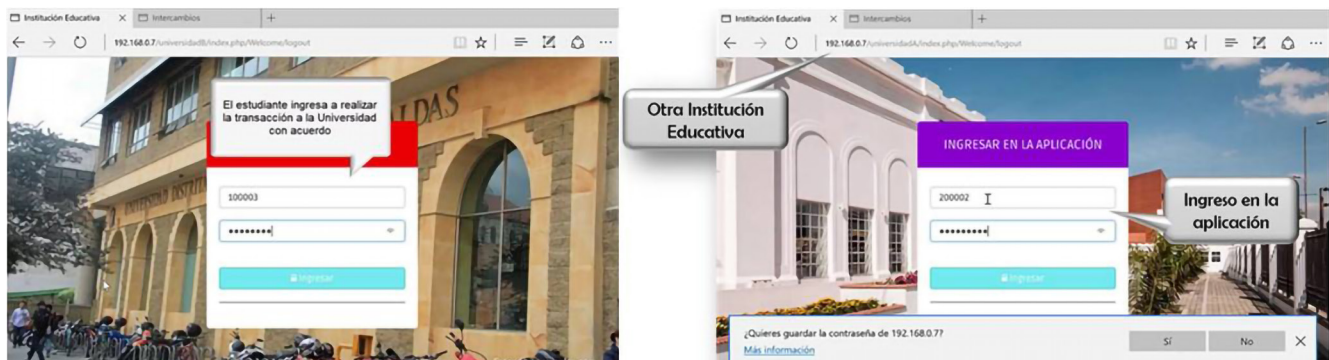 Institución Educativa
Intercambios
192.168.0.7/universidadB/index.php/Welcome/logout
El estudiante ingresa a realizar
la transacción a la Universidad
con acuerdo
DAS
UNIVERSIDAD DISTRIT
100003
Ingresar
Institución Educativa
Intercambios
192.168.0.7/universidadA/index.php/Welcome/logout
Otra Institución
Educativa
INGRESAR EN LA APLICACIÓN
200002
Ingreso en la
aplicación
Ingresar
¿Quieres guardar la contraseña de 192.168.0.7?
Más información
Sí
No